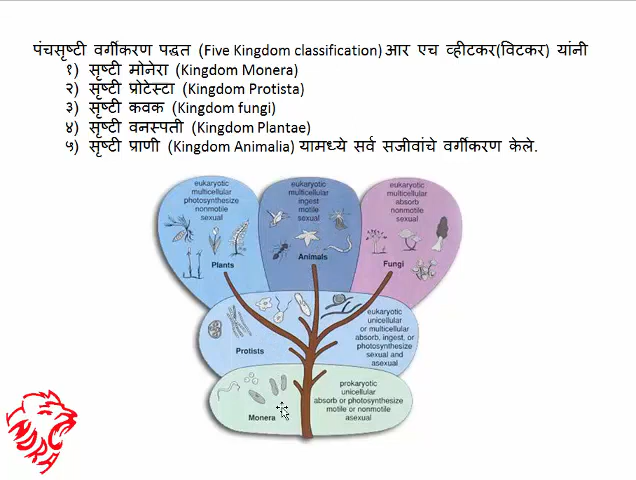 पंचसृष्टी वर्गीकरण पद्धत (Five Kingdom classification) आर एच व्हीटकर(विटकर) यांनी
१) सृष्टी मोनेरा (Kingdom Monera)
२) सृष्टी प्रोटेस्टा (Kingdom Protista)
३) सृष्टी कवक (Kingdom fungi)
४) सृष्टी वनस्पती (Kingdom Plantae)
५) सृष्टी प्राणी (Kingdom Animalia) यामध्ये सर्व सजीवांचे वर्गीकरण केले.
eukaryotic
multicellular
photosynthesize
nonmotile
sexual
Plants
eukaryotic
multicellular
ingest
motile
sexual
Animals
eukaryotic
multicellular
absorb
nonmotile
sexual
Fungi
Protists
eukaryotic
unicellular
or multicellular
absorb, ingest, or
photosynthesize
sexual and
asexual
Monera
prokaryotic
unicellular
absorb or photosynthesize
motile or nonmotile
asexual